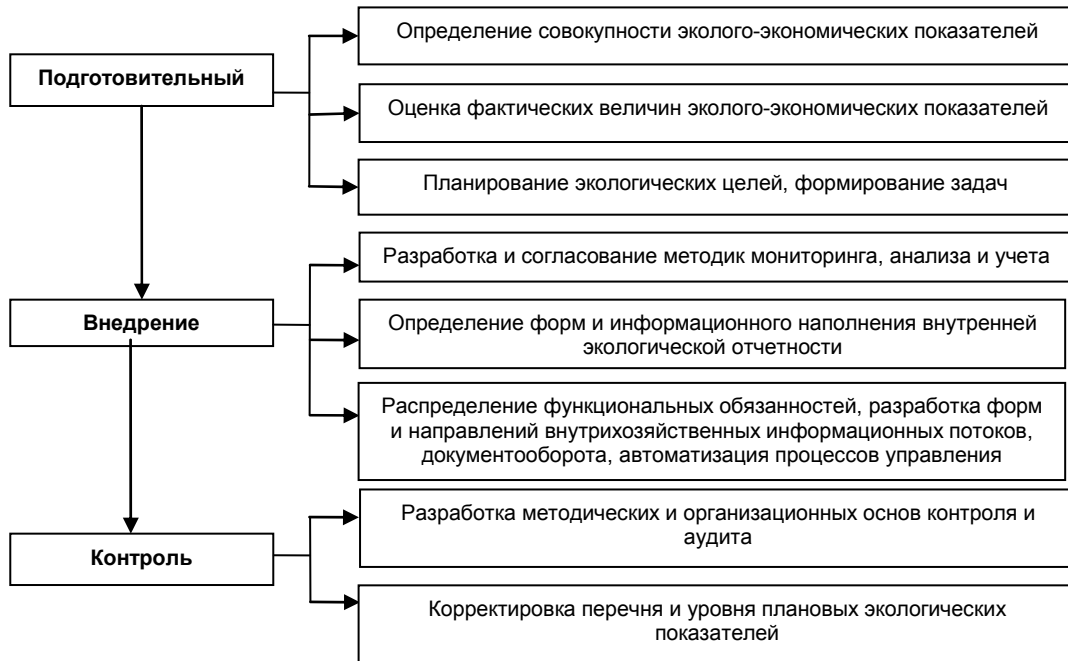 Подготовительный
Определение совокупности эколого-экономических показателей
Оценка фактических величин эколого-экономических показателей
Планирование экологических целей, формирование задач
Внедрение
Разработка и согласование методик мониторинга, анализа и учета
Определение форм и информационного наполнения внутренней
экологической отчетности
Распределение функциональных обязанностей, разработка форм
и направлений внутрихозяйственных информационных потоков,
документооборота, автоматизация процессов управления
Контроль
Разработка методических и организационных основ контроля и
аудита
Корректировка перечня и уровня плановых экологических
показателей